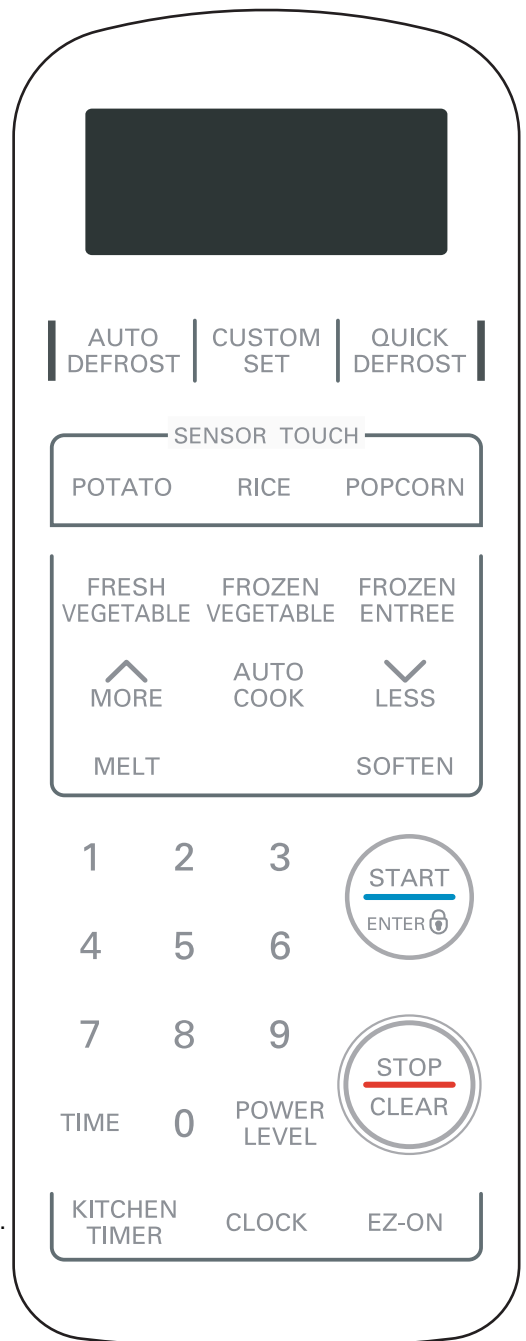 AUTO DEFROST
CUSTOM SET
QUICK DEFROST
SENSOR TOUCH
POTATO RICE POPCORN
FRESH VEGETABLE
FROZEN VEGETABLE
FROZEN ENTREE
MORE
AUTO COOK
LESS
MELT SOFTEN
1 2 3
START
ENTER
4 5 6
7 8 9
STOP
CLEAR
TIME 0 POWER LEVEL
.
KITCHEN TIMER
CLOCK EZ-ON